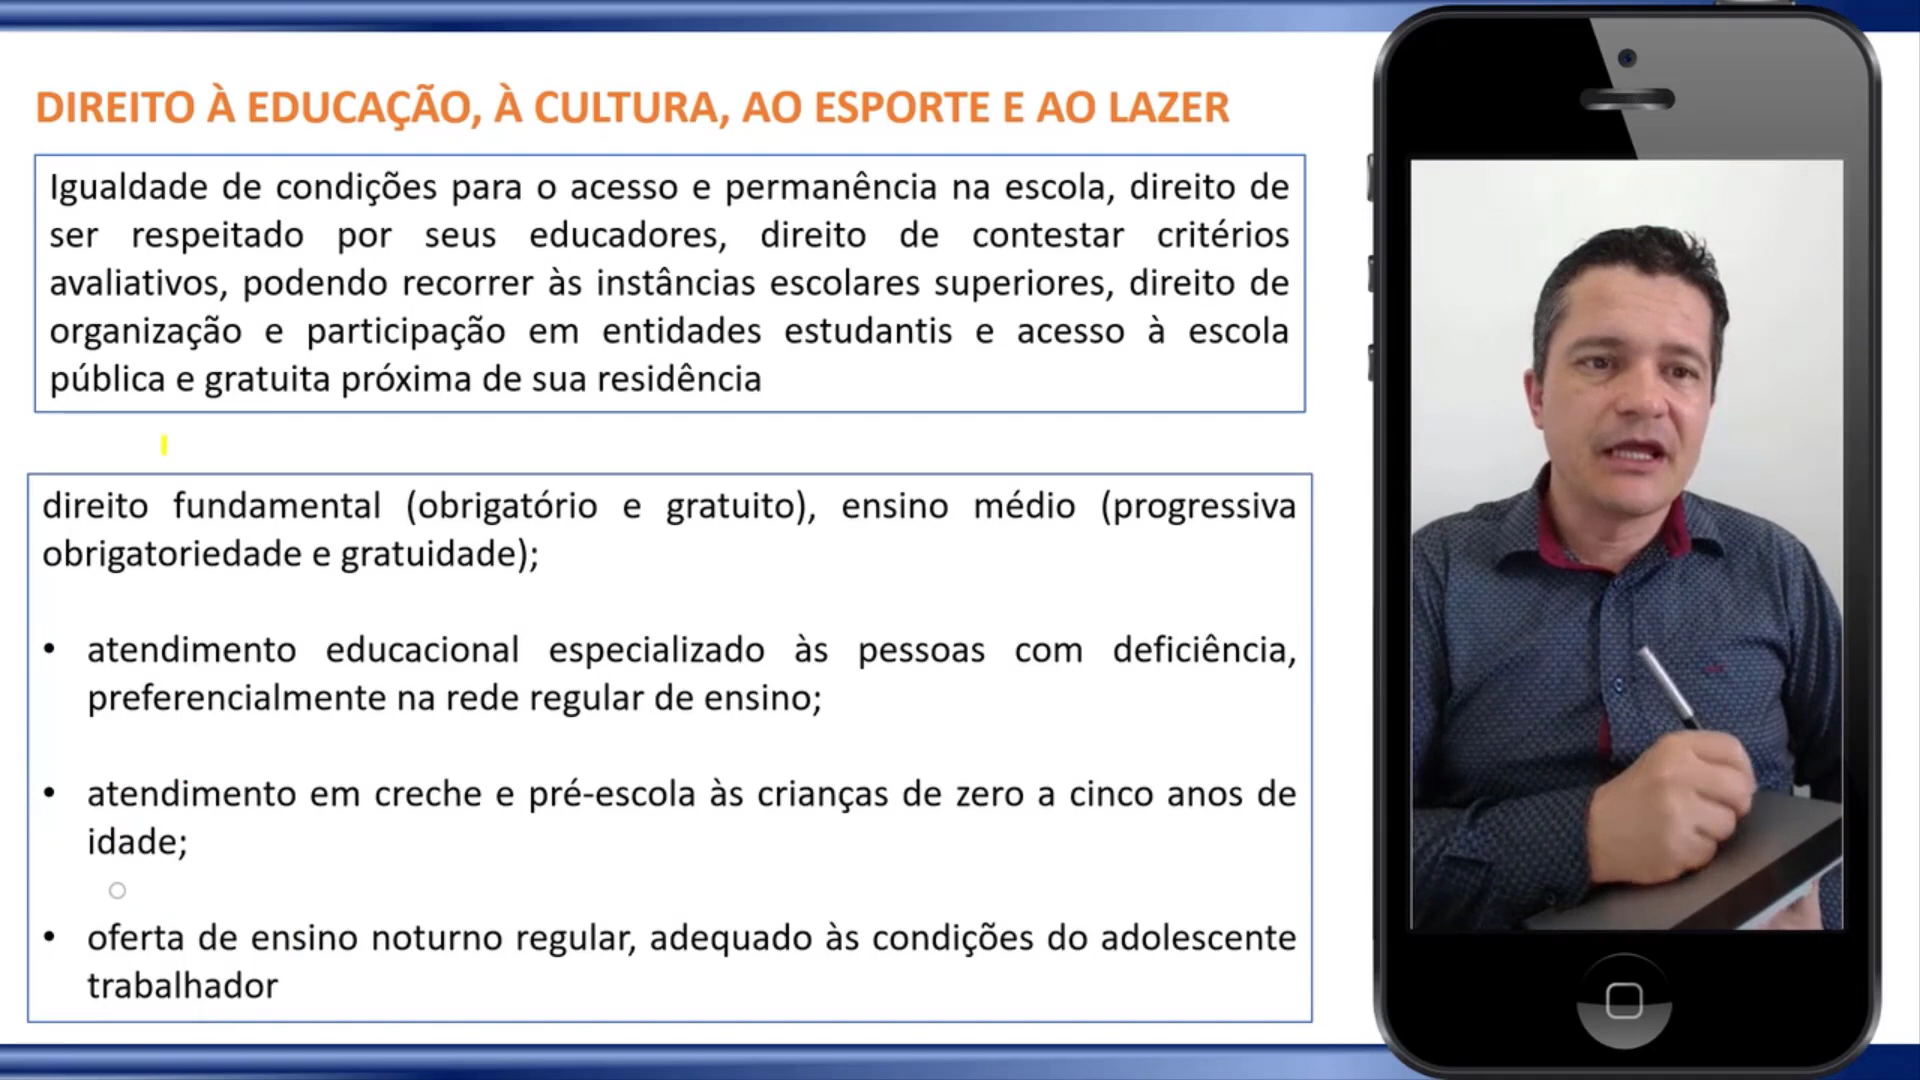 DIREITO À EDUCAÇÃO, À CULTURA, AO ESPORTE E AO LAZER
Igualdade de condições para o acesso e permanência na escola, direito de
ser respeitado por seus educadores, direito de contestar critérios
avaliativos, podendo recorrer às instâncias escolares superiores, direito de
organização e participação em entidades estudantis e acesso à escola
pública e gratuita próxima de sua residência
direito fundamental (obrigatório e gratuito), ensino médio (progressiva
obrigatoriedade e gratuidade);
• atendimento educacional especializado às pessoas com deficiência,
preferencialmente na rede regular de ensino;
• atendimento em creche e pré-escola às crianças de zero a cinco anos de
idade;
• oferta de ensino noturno regular, adequado às condições do adolescente
trabalhador